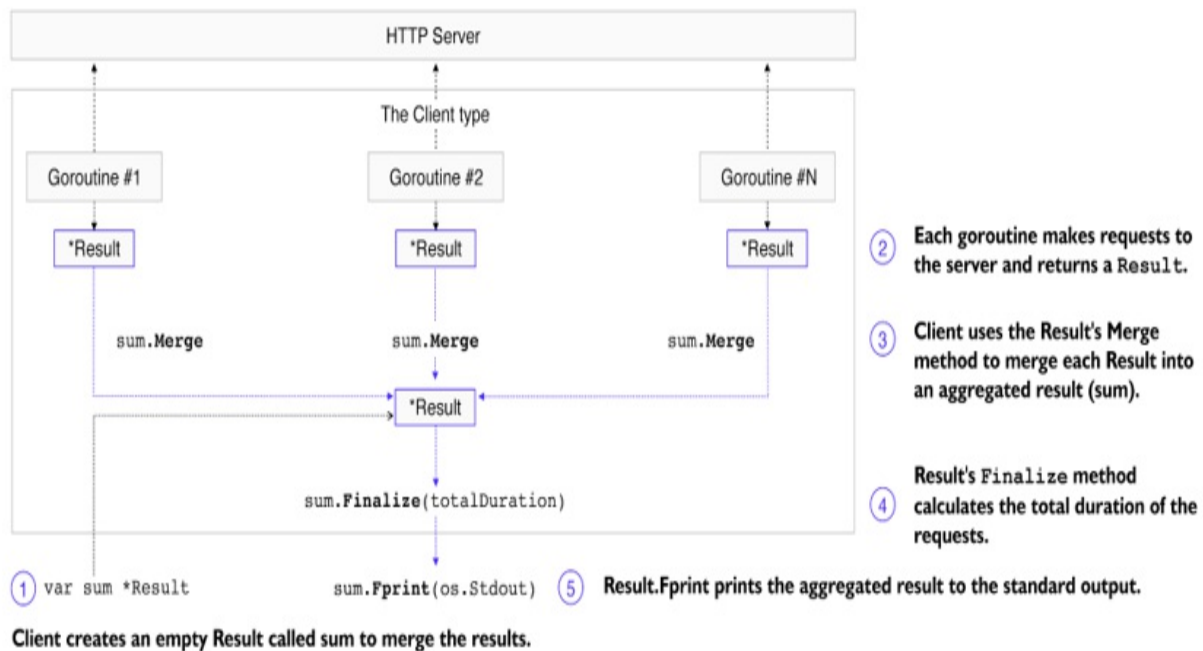 HTTP Server
The Client type
Goroutine #1
Goroutine #2
Goroutine #N
*Result
*Result
*Result
2 Each goroutine makes requests to
the server and returns a Result.
sum.Merge
sum.Merge
sum.Merge
3 Client uses the Result's Merge
method to merge each Result into
an aggregated result (sum).
*Result
sum.Finalize(totalDuration)
4 Result's Finalize method
calculates the total duration of the
requests.
1 var sum *Result
sum.Fprint(os.Stdout)
5 Result.Fprint prints the aggregated result to the standard output.
Client creates an empty Result called sum to merge the results.